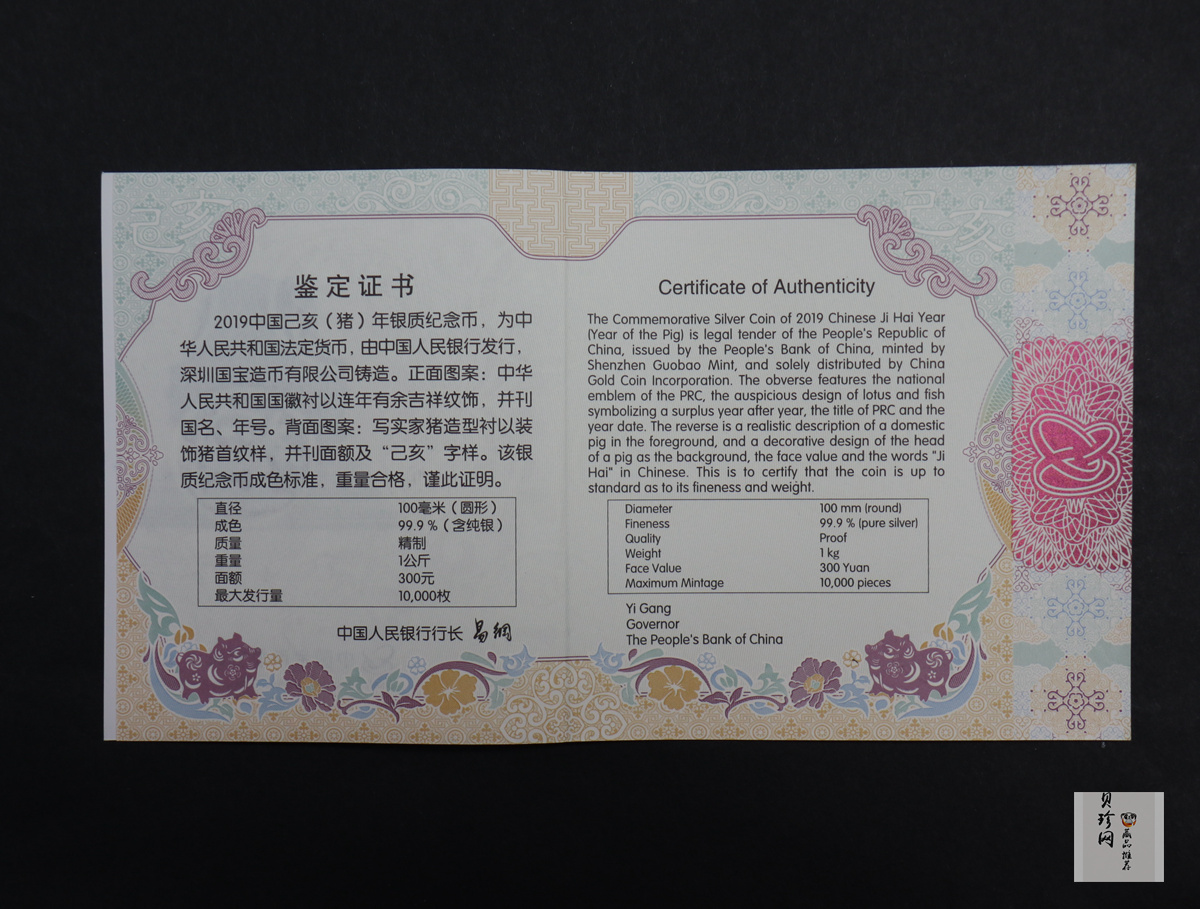 鉴定证书
2019中国己亥（猪）年银质纪念币，为中
华人民共和国法定货币，由中国人民银行发行，
深圳国宝造币有限公司铸造。正面图案：中华
人民共和国国徽衬以连年有余吉祥纹饰，并刊
国名、年号。背面图案：写实家猪造型衬以装
饰猪首纹样，并刊面额及“己亥”字样。该银
质纪念币成色标准，重量合格，谨此证明。
直径 100毫米（圆形）
成色 99.9 %（含纯银）
质量 精制
重量 1公斤
面额 300元
最大发行量 10,000枚
中国人民银行行长 易纲
Certificate of Authenticity
The Commemorative Silver Coin of 2019 Chinese Ji Hai Year
(Year of the Pig) is legal tender of the People's Republic of
China, issued by the People's Bank of China, minted by
Shenzhen Guobao Mint, and solely distributed by China
Gold Coin Incorporation. The obverse features the national
emblem of the PRC, the auspicious design of lotus and fish
symbolizing a surplus year after year, the title of PRC and the
year date. The reverse is a realistic description of a domestic
pig in the foreground, and a decorative design of the head
of a pig as the background, the face value and the words "Ji
Hai" in Chinese. This is to certify that the coin is up to
standard as to its fineness and weight.
Diameter 100 mm (round)
Fineness 99.9 % (pure silver)
Quality Proof
Weight 1 kg
Face Value 300 Yuan
Maximum Mintage 10,000 pieces
Yi Gang
Governor
The People's Bank of China
己亥
己亥
贝珍网
藏品推荐